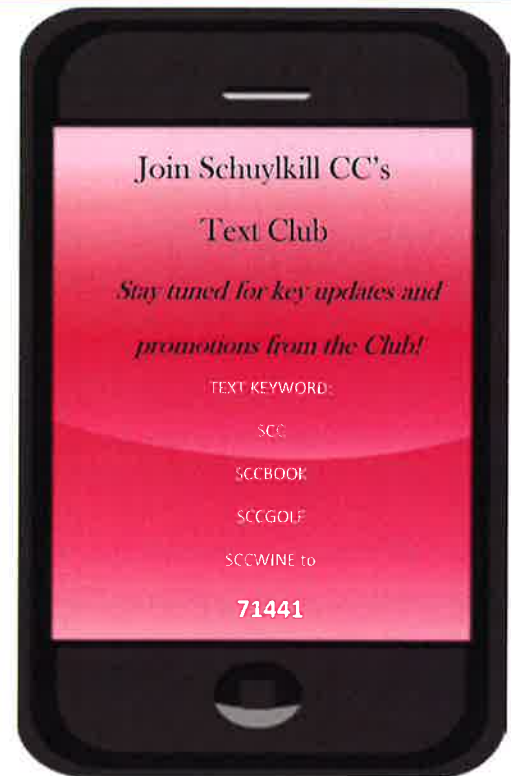 Join Schuylkill CC's
Text Club
Stay tuned for key updates and
promotions from the Club!
TEXT KEYWORD:
SCC
SCCBOOK
SCCGOLF
SCCWINE to
71441